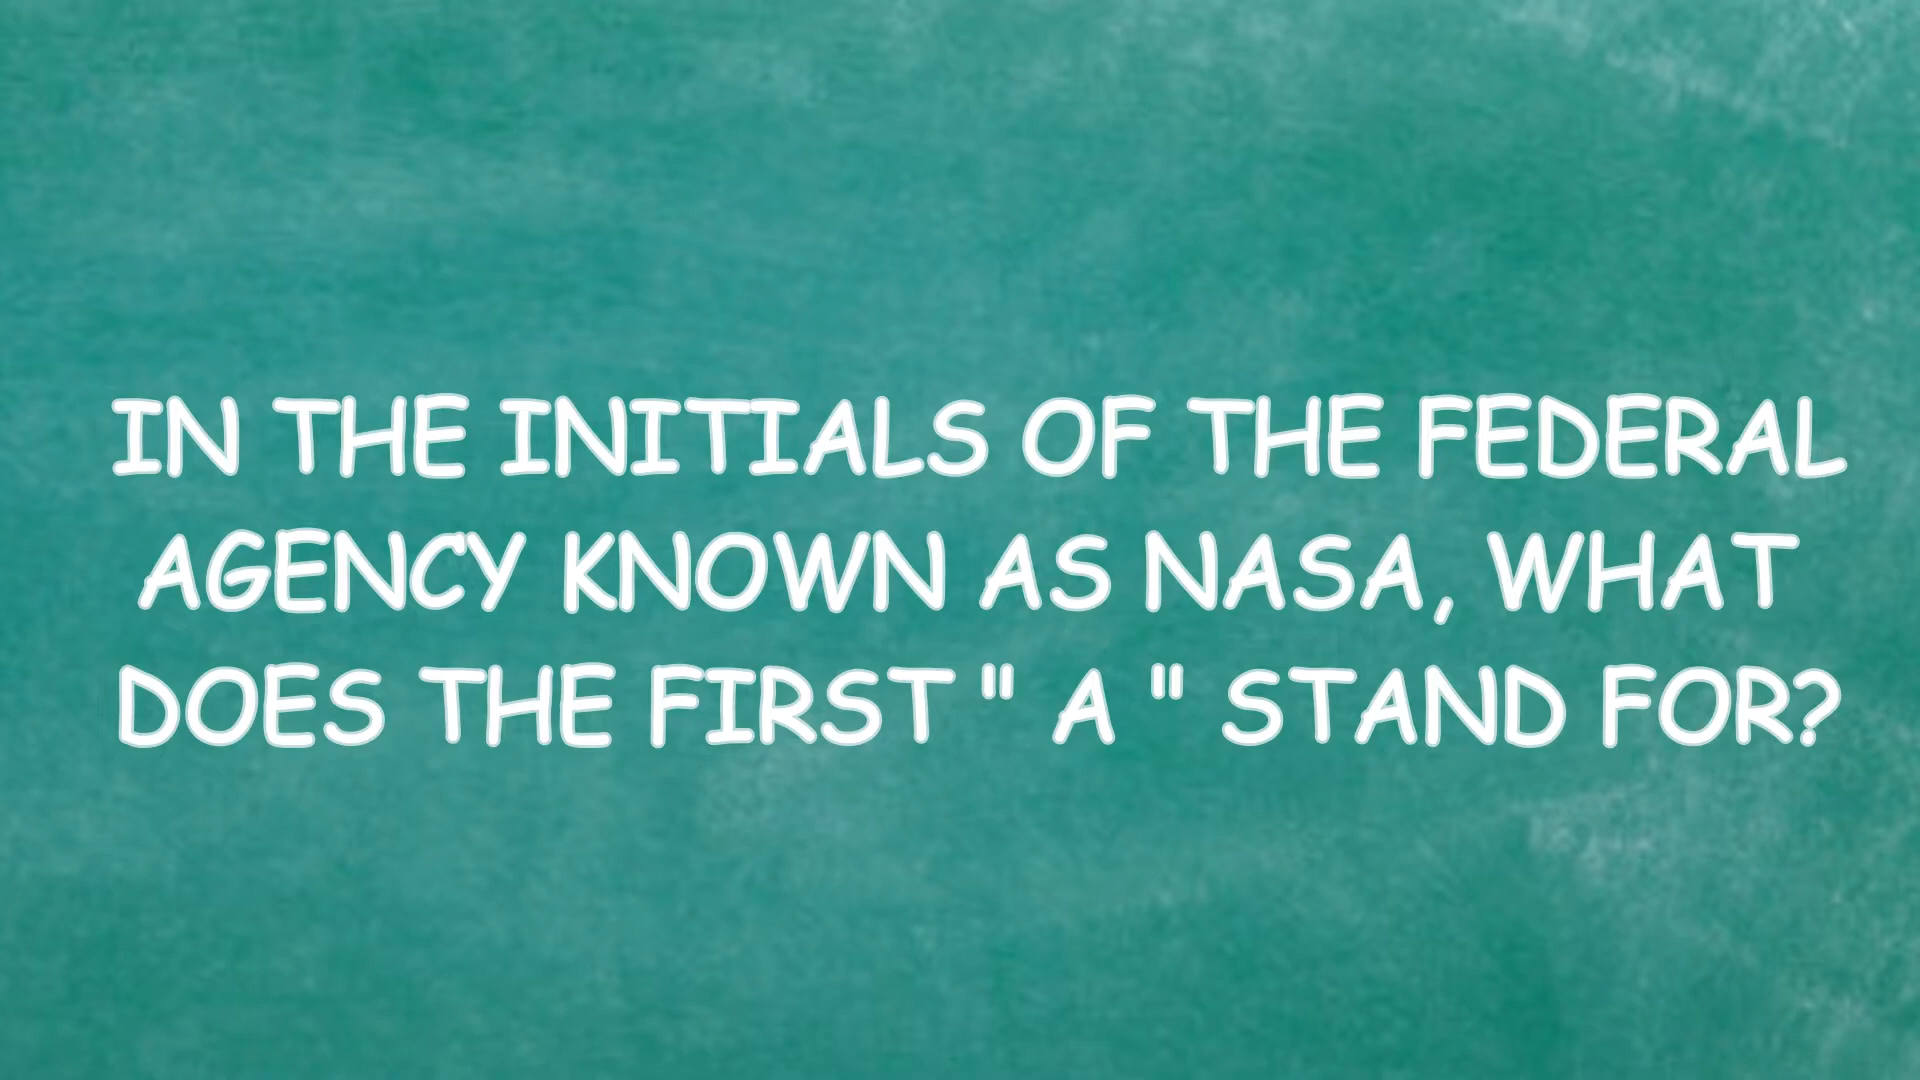 IN THE INITIALS OF THE FEDERAL
AGENCY KNOWN AS NASA, WHAT
DOES THE FIRST " A " STAND FOR?